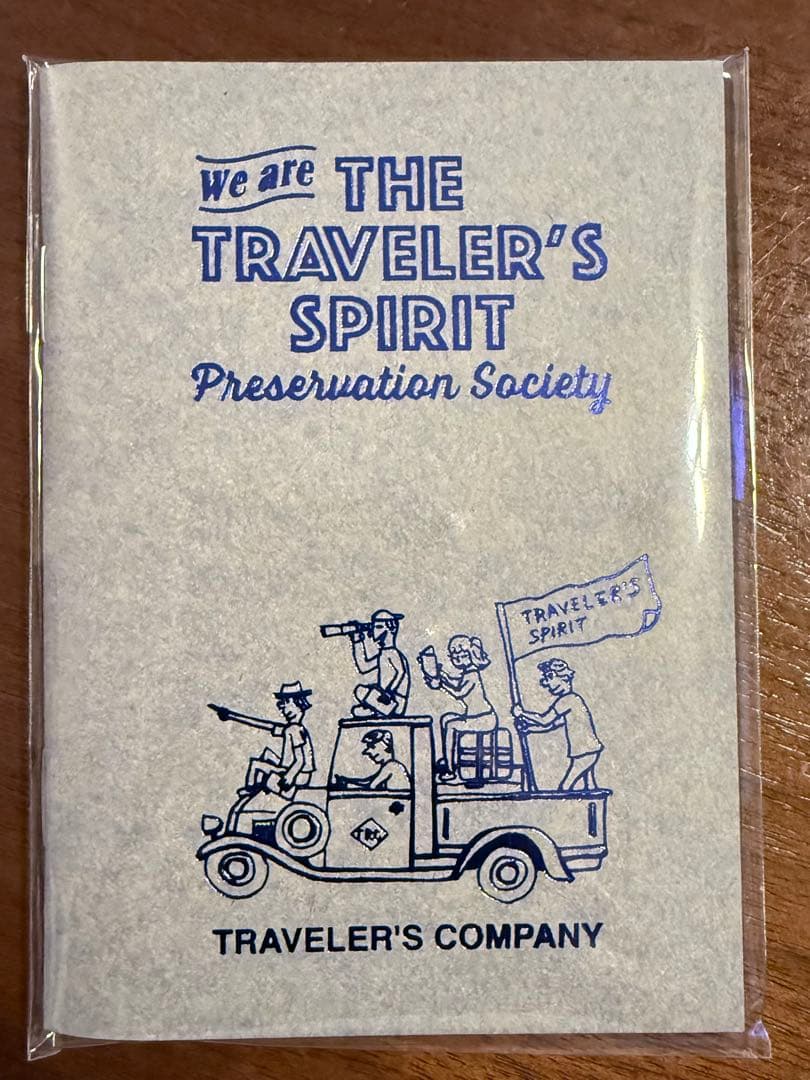 We are THE
TRAVELER'S
SPIRIT
Preservation Society
TRAVELER'S
SPIRIT
TRC
TRAVELER'S COMPANY